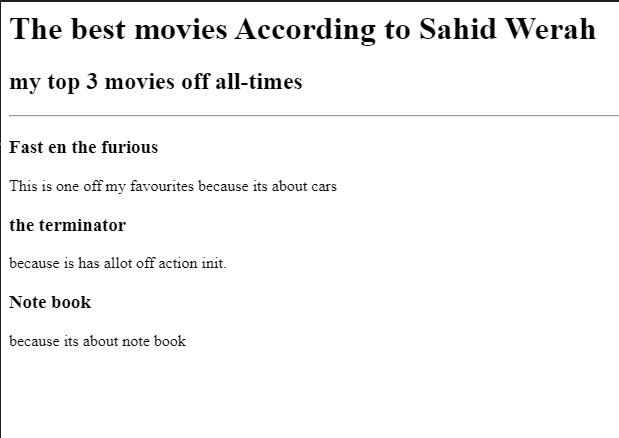 The best movies According to Sahid Werah
my top 3 movies off all-times
Fast en the furious
This is one off my favourites because its about cars
the terminator
because is has allot off action init.
Note book
because its about note book